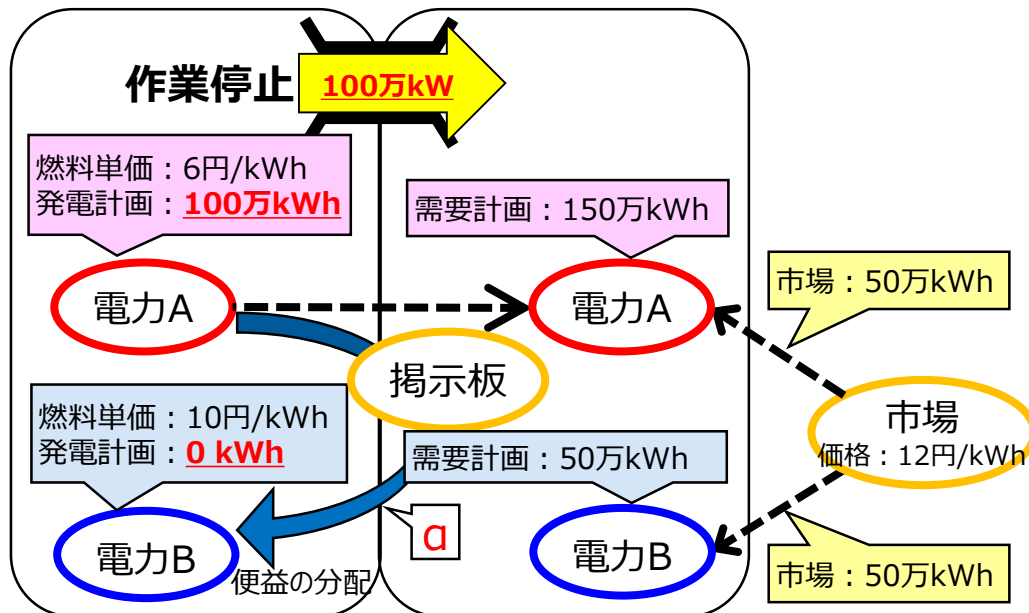 作業停止
100万kW
燃料単価：6円/kWh
発電計画：100万kWh
需要計画：150万kWh
市場：50万kWh
電力A
電力A
掲示板
燃料単価：10円/kWh
発電計画：0 kWh
需要計画：50万kWh
市場
価格：12円/kWh
α
電力B
便益の分配
電力B
市場：50万kWh